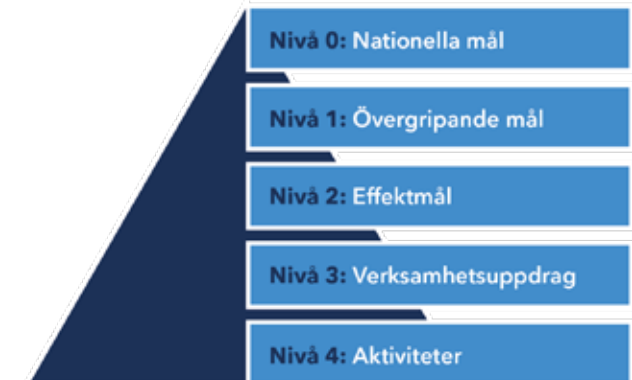 Nivå 0: Nationella mål
Nivå 1: Övergripande mål
Nivå 2: Effektmål
Nivå 3: Verksamhetsuppdrag
Nivå 4: Aktiviteter